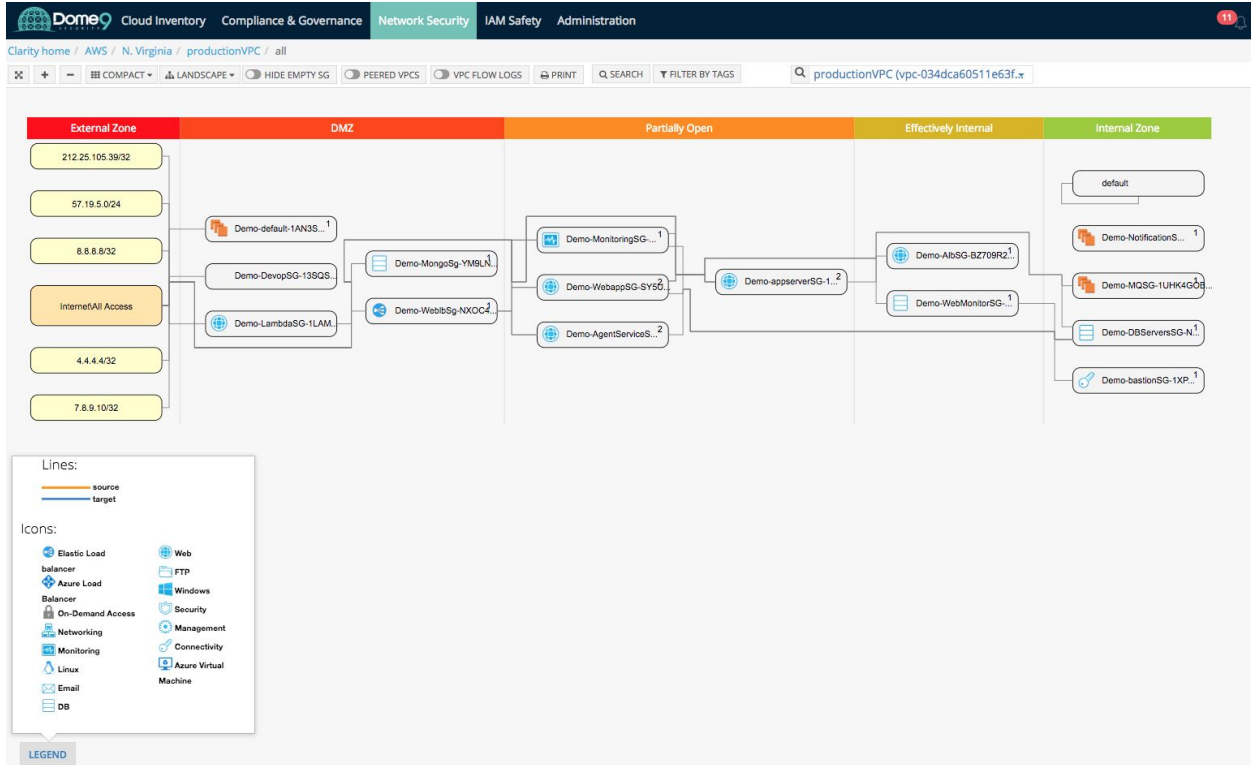 Dome9 Cloud Inventory Compliance & Governance Network Security IAM Safety Administration 11
SECURITY
Clarity home / AWS / N. Virginia / productionVPC / all
+ − COMPACT LANDSCAPE HIDE EMPTY SG PEERED VPCS VPC FLOW LOGS PRINT SEARCH FILTER BY TAGS productionVPC (vpc-034dca60511e63f..
External Zone DMZ Partially Open Effectively Internal Internal Zone
212.25.105.39/32
default
57.19.5.0/24
Demo-default-1AN3S... 1
Demo-MonitoringSG-... 1
Demo-NotificationS... 1
8.8.8.8/32
Demo-AlbSG-BZ709R2... 1
Demo-MongoSg-YM9LN... 1
Demo-DevopSG-13SQS...
Demo-WebappSG-SY5... 2
Demo-appserverSG-1... 2
Demo-MQSG-1UHK4GOB... 1
Internet\All Access
Demo-WeblbSg-NXOC4... 1
Demo-WebMonitorSG-... 1
Demo-LambdaSG-1LAM...
Demo-AgentServiceS... 2
Demo-DBServersSG-N... 1
4.4.4.4/32
Demo-bastionSG-1XP... 1
7.8.9.10/32
Lines:
source
target
Icons:
Elastic Load
balancer
Azure Load
Balancer
On-Demand Access
Networking
Monitoring
Linux
Email
DB
Web
FTP
Windows
Security
Management
Connectivity
Azure Virtual
Machine
LEGEND